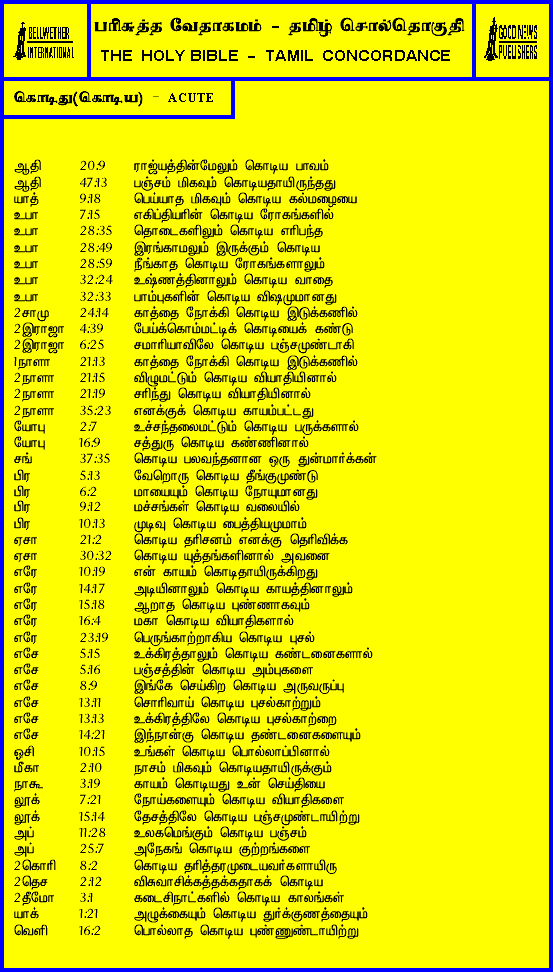 BELLWETHER
INTERNATIONAL
பரிசுத்த வேதாகமம் - தமிழ் சொல்தொகுதி
THE HOLY BIBLE - TAMIL CONCORDANCE
GOOD NEWS
PUBLISHERS
கொடிது(கொடிய) - ACUTE
ஆதி 20:9 ராஜ்யத்தின்மேலும் கொடிய பாவம்
ஆதி 47:13 பஞ்சம் மிகவும் கொடியதாயிருந்தது
யாத் 9:18 பெய்யாத மிகவும் கொடிய கல்மழையை
உபா 7:15 எகிப்தியரின் கொடிய ரோகங்களில்
உபா 28:35 தொடைகளிலும் கொடிய எரிபந்த
உபா 28:49 இரங்காமலும் இருக்கும் கொடிய
உபா 28:59 நீங்காத கொடிய ரோகங்களாலும்
உபா 32:24 உஷ்ணத்தினாலும் கொடிய வாதை
உபா 32:33 பாம்புகளின் கொடிய விஷமுமானது
2சாமு 24:14 காத்தை நோக்கி கொடிய இடுக்கணில்
2இராஜா 4:39 பேய்க்கொம்மட்டிக் கொடியைக் கண்டு
2இராஜா 6:25 சமாரியாவிலே கொடிய பஞ்சமுண்டாகி
1நாளா 21:13 காத்தை நோக்கி கொடிய இடுக்கணில்
2நாளா 21:15 விழுமட்டும் கொடிய வியாதியினால்
2நாளா 21:19 சரிந்து கொடிய வியாதியினால்
2நாளா 35:23 எனக்குக் கொடிய காயம்பட்டது
யோபு 2:7 உச்சந்தலைமட்டும் கொடிய பருக்களால்
யோபு 16:9 சத்துரு கொடிய கண்ணினால்
சங் 37:35 கொடிய பலவந்தனான ஒரு துன்மார்க்கன்
பிர 5:13 வேறொரு கொடிய தீங்குமுண்டு
பிர 6:2 மாயையும் கொடிய நோயுமானது
பிர 9:12 மச்சங்கள் கொடிய வலையில்
பிர 10:13 முடிவு கொடிய பைத்தியமுமாம்
ஏசா 21:2 கொடிய தரிசனம் எனக்கு தெரிவிக்க
ஏசா 30:32 கொடிய யுத்தங்களினால் அவனை
எரே 10:19 என் காயம் கொடிதாயிருக்கிறது
எரே 14:17 அடியினாலும் கொடிய காயத்தினாலும்
எரே 15:18 ஆறாத கொடிய புண்ணாகவும்
எரே 16:4 மகா கொடிய வியாதிகளால்
எரே 23:19 பெருங்காற்றாகிய கொடிய புசல்
எசே 5:15 உக்கிரத்தாலும் கொடிய கண்டனைகளால்
எசே 5:16 பஞ்சத்தின் கொடிய அம்புகளை
எசே 8:9 இங்கே செய்கிற கொடிய அருவருப்பு
எசே 13:11 சொரிவாய் கொடிய புசல்காற்றும்
எசே 13:13 உக்கிரத்திலே கொடிய புசல்காற்றை
எசே 14:21 இந்நான்கு கொடிய தண்டனைகளையும்
ஓசி 10:15 உங்கள் கொடிய பொல்லாப்பினால்
மீகா 2:10 நாசம் மிகவும் கொடியதாயிருக்கும்
நாகூ 3:19 காயம் கொடியது உன் செய்தியை
லூக் 7:21 நோய்களையும் கொடிய வியாதிகளை
லூக் 15:14 தேசத்திலே கொடிய பஞ்சமுண்டாயிற்று
அப் 11:28 உலகமெங்கும் கொடிய பஞ்சம்
அப் 25:7 அநேகங் கொடிய குற்றங்களை
2கொரி 8:2 கொடிய தரித்தரமுடையவர்களாயிரு
2தெச 2:12 விசுவாசிக்கத்தக்கதாகக் கொடிய
2தீமோ 3:1 கடைசிநாட்களில் கொடிய காலங்கள்
யாக் 1:21 அழுக்கையும் கொடிய துர்க்குணத்தையும்
வெளி 16:2 பொல்லாத கொடிய புண்ணுண்டாயிற்று